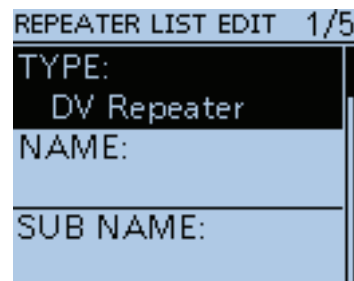 REPEATER LIST EDIT 1/5
TYPE:
DV Repeater
NAME:
SUB NAME: